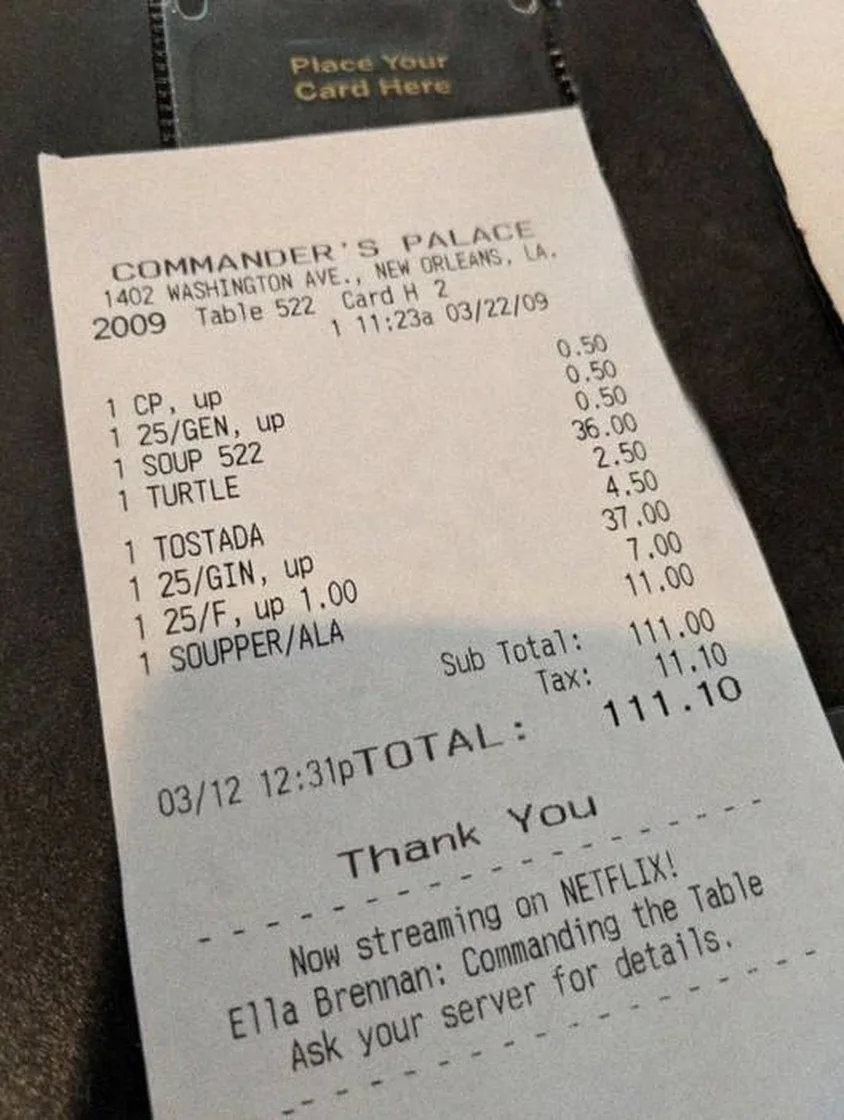 Place Your
Card Here
COMMANDER'S PALACE
1402 WASHINGTON AVE., NEW ORLEANS, LA.
2009 Table 522 Card H 2
1 11:23a 03/22/09
0.50
1 CP, up 0.50
1 25/GEN, up 0.50
1 SOUP 522 36.00
1 TURTLE 2.50
4.50
1 TOSTADA 37.00
1 25/GIN, up 7.00
1 25/F, up 1.00 11.00
1 SOUPPER/ALA
Sub Total: 111.00
Tax: 11.10
03/12 12:31pTOTAL: 111.10
Thank You
- - - - - - - - - - - - - - - - - -
Now streaming on NETFLIX!
Ella Brennan: Commanding the Table
Ask your server for details.
- - - - - - - - - - - - - - - - - -